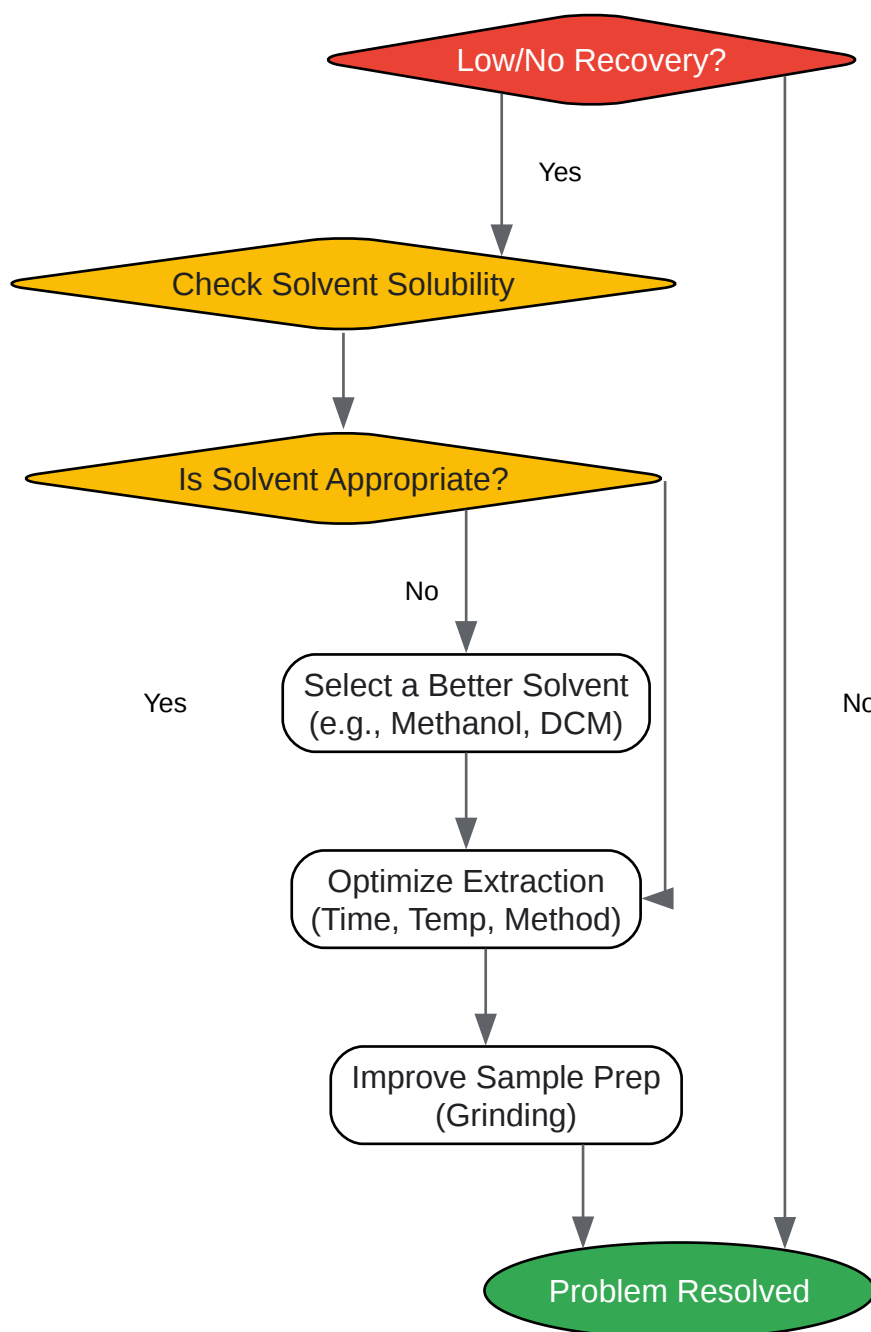 Low/No Recovery?
Yes
Check Solvent Solubility
Is Solvent Appropriate?
No
Select a Better Solvent
(e.g., Methanol, DCM)
Yes
No
Optimize Extraction
(Time, Temp, Method)
Improve Sample Prep
(Grinding)
Problem Resolved